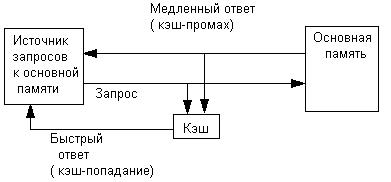 Медленный ответ
( кэш-промах)
Источник
запросов
к основной
памяти
Основная
память
Запрос
Кэш
Быстрый
ответ
( кэш-попадание)